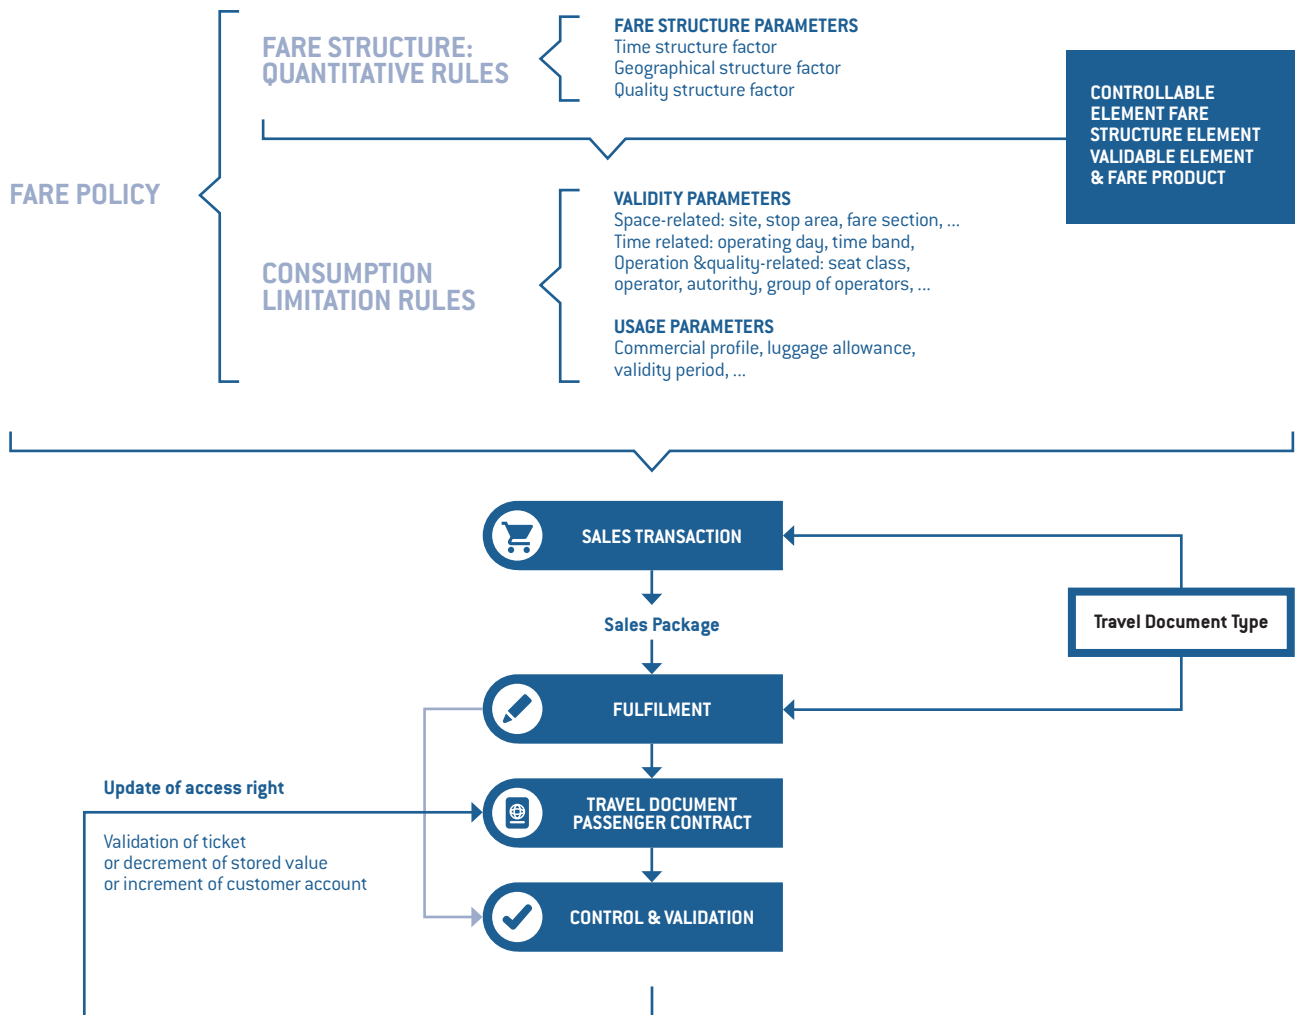 FARE POLICY
FARE STRUCTURE:
QUANTITATIVE RULES
FARE STRUCTURE PARAMETERS
Time structure factor
Geographical structure factor
Quality structure factor
CONTROLLABLE
ELEMENT FARE
STRUCTURE ELEMENT
VALIDABLE ELEMENT
& FARE PRODUCT
CONSUMPTION
LIMITATION RULES
VALIDITY PARAMETERS
Space-related: site, stop area, fare section, ...
Time related: operating day, time band,
Operation &quality-related: seat class,
operator, autorithy, group of operators, ...
USAGE PARAMETERS
Commercial profile, luggage allowance,
validity period, ...
SALES TRANSACTION
Sales Package
Travel Document Type
FULFILMENT
Update of access right
Validation of ticket
or decrement of stored value
or increment of customer account
TRAVEL DOCUMENT
PASSENGER CONTRACT
CONTROL & VALIDATION